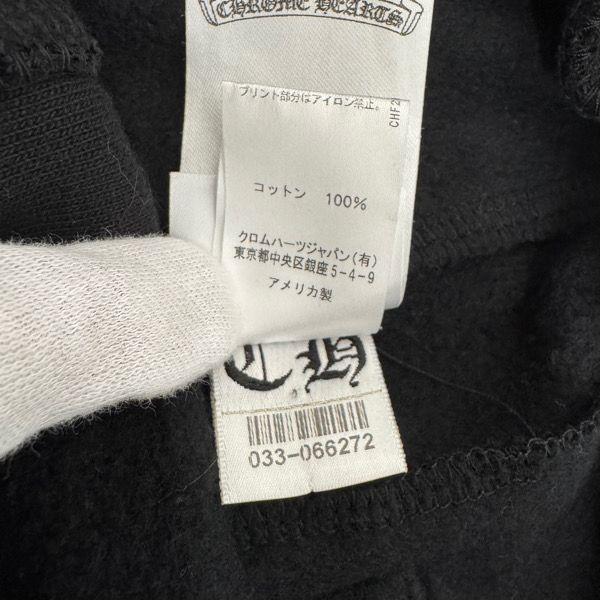 CHROME HEARTS
プリント部分はアイロン禁止。
CHF2
コットン 100%
クロムハーツジャパン(有)
東京都中央区銀座5-4-9
アメリカ製
CH
033-066272